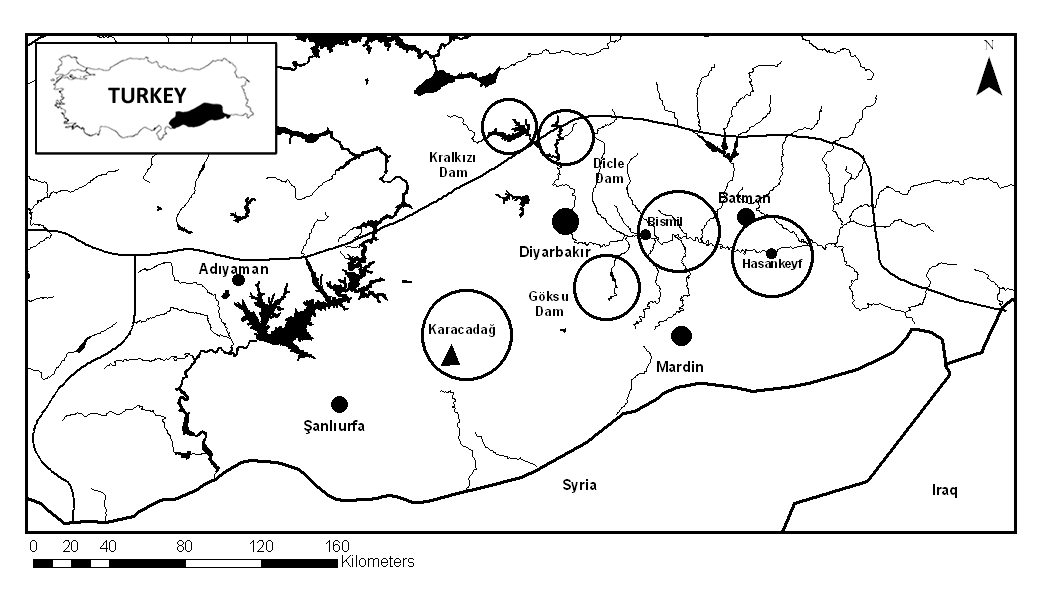 N
TURKEY
Kralkızı
Dam
Dicle
Dam
Batman
Bismil
Diyarbakır
Hasankeyf
Adıyaman
Göksu
Dam
Karacadağ
Mardin
Şanlıurfa
Syria
Iraq
0 20 40 80 120 160
Kilometers